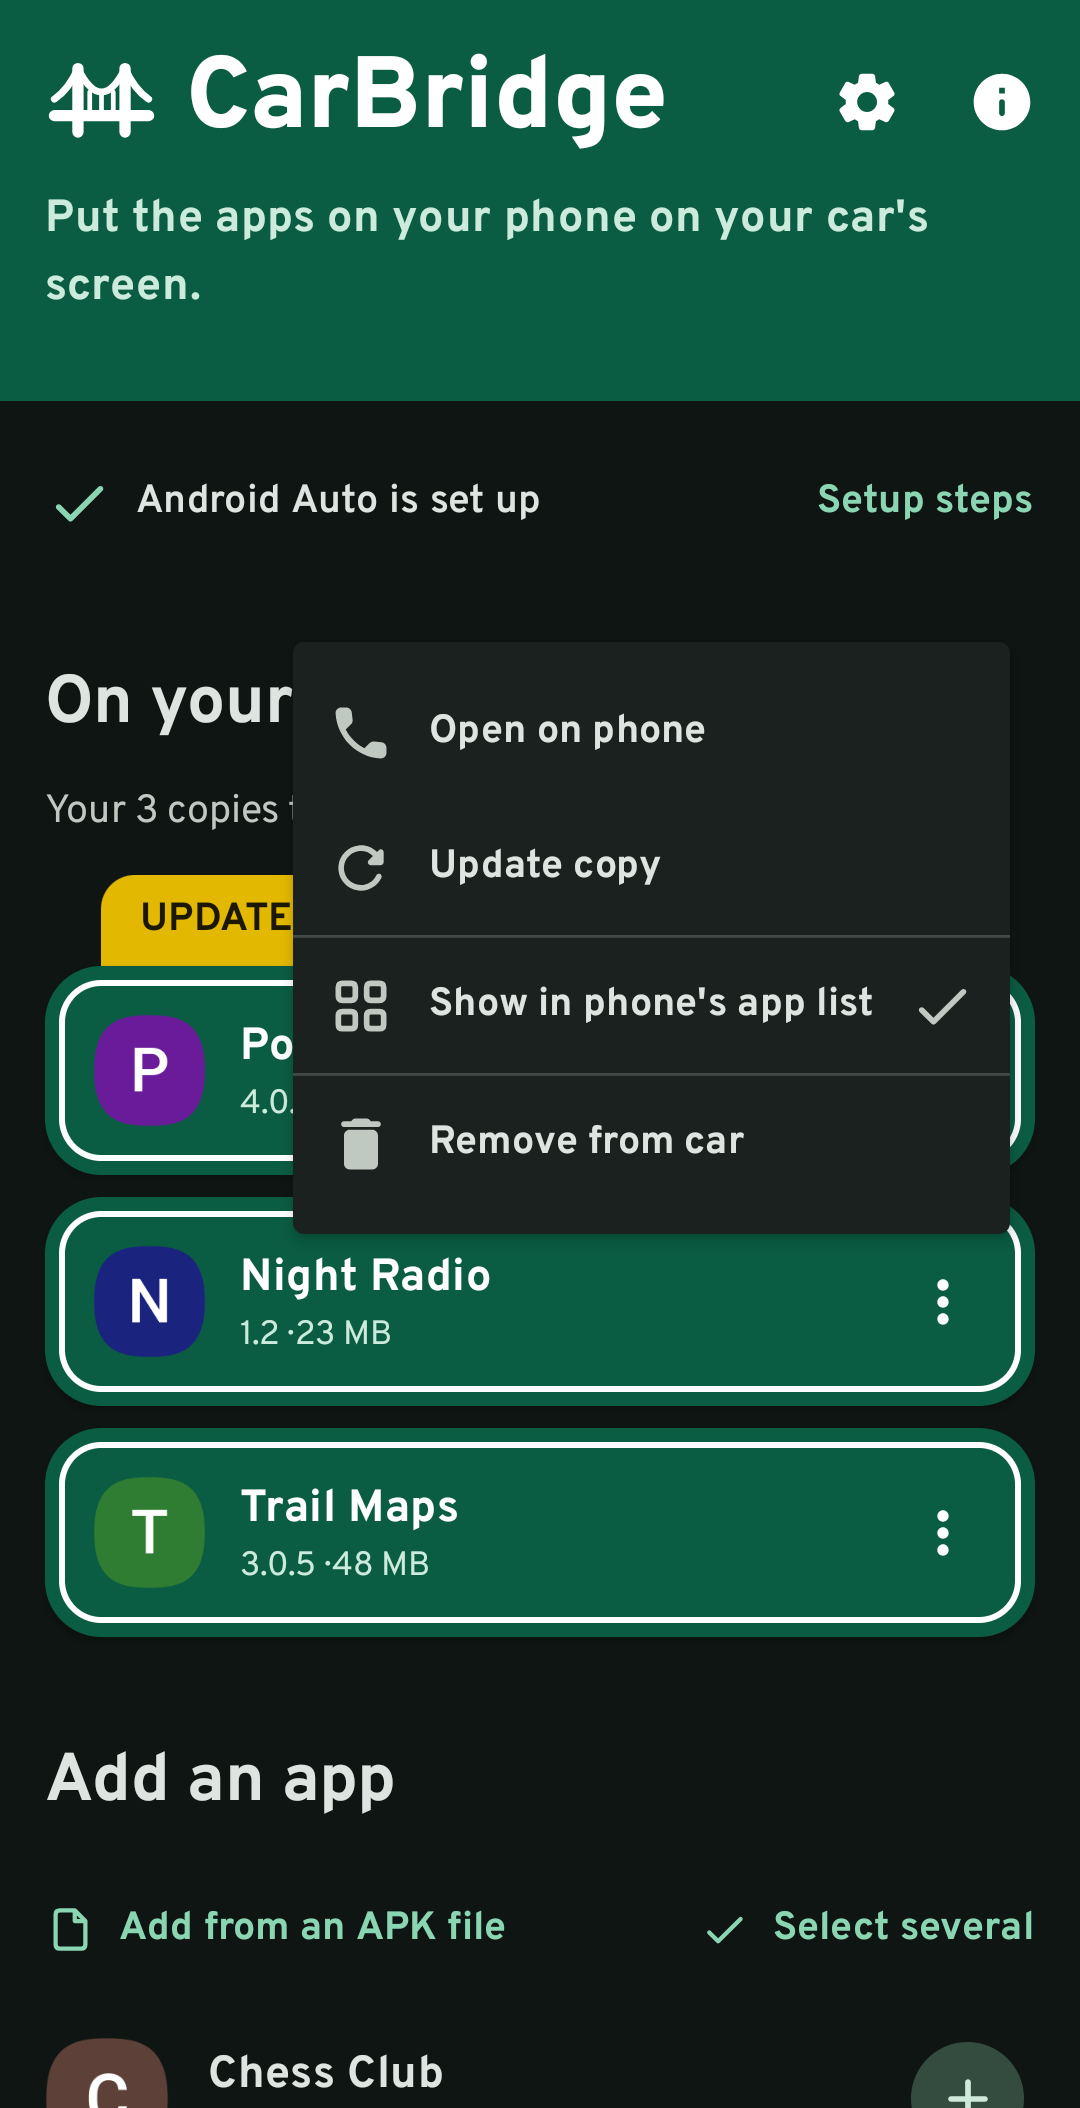 CarBridge
Put the apps on your phone on your car's
screen.
Android Auto is set up
Setup steps
On your
Your 3 copies
Open on phone
Update copy
Show in phone's app list
Remove from car
UPDATE
P
Po
4.0.
N
Night Radio
1.2 ·23 MB
T
Trail Maps
3.0.5 ·48 MB
Add an app
Add from an APK file
Select several
C
Chess Club